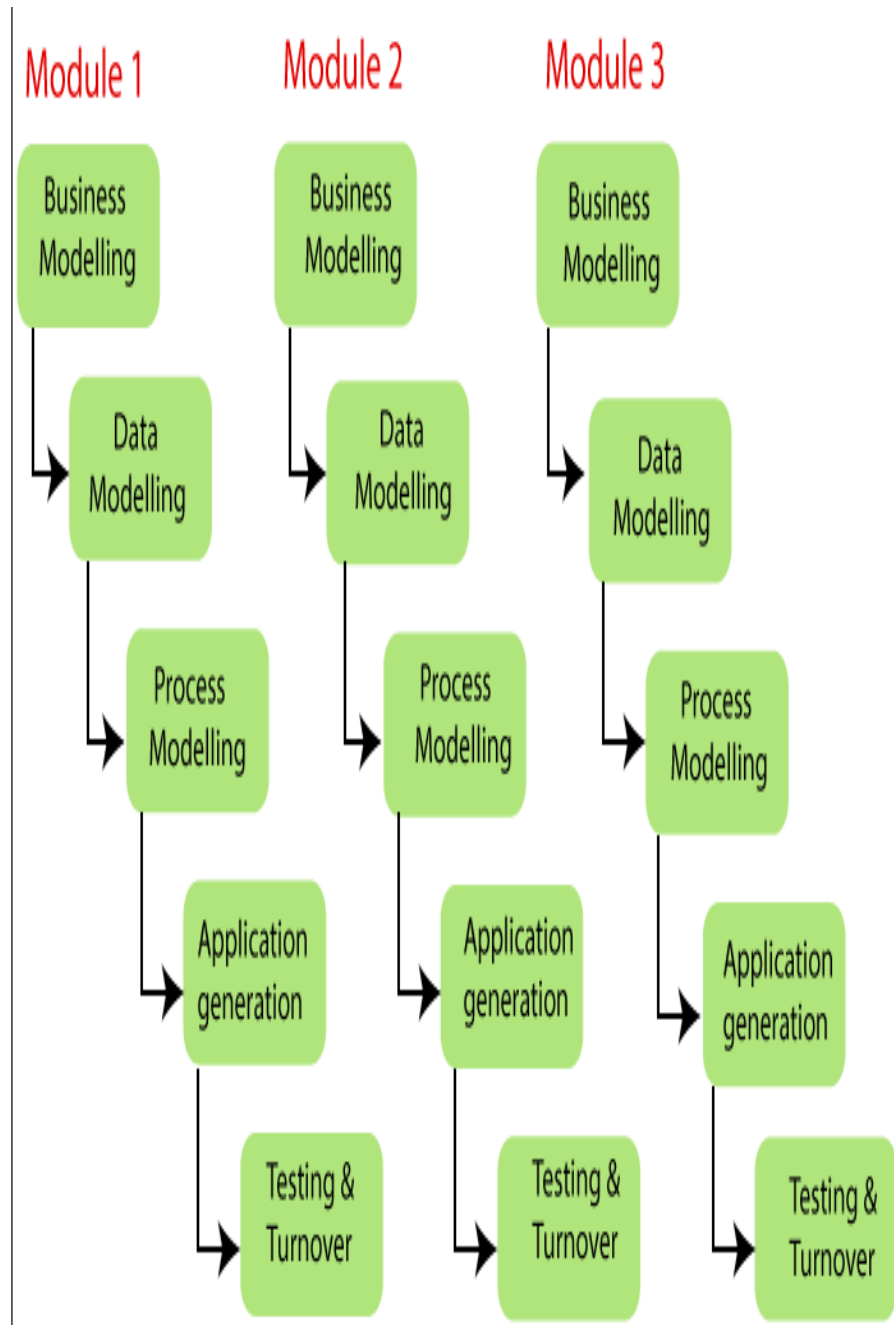 Module 1
Module 2
Module 3
Business
Modelling
Business
Modelling
Business
Modelling
Data
Modelling
Data
Modelling
Data
Modelling
Process
Modelling
Process
Modelling
Process
Modelling
Application
generation
Application
generation
Application
generation
Testing &
Turnover
Testing &
Turnover
Testing &
Turnover